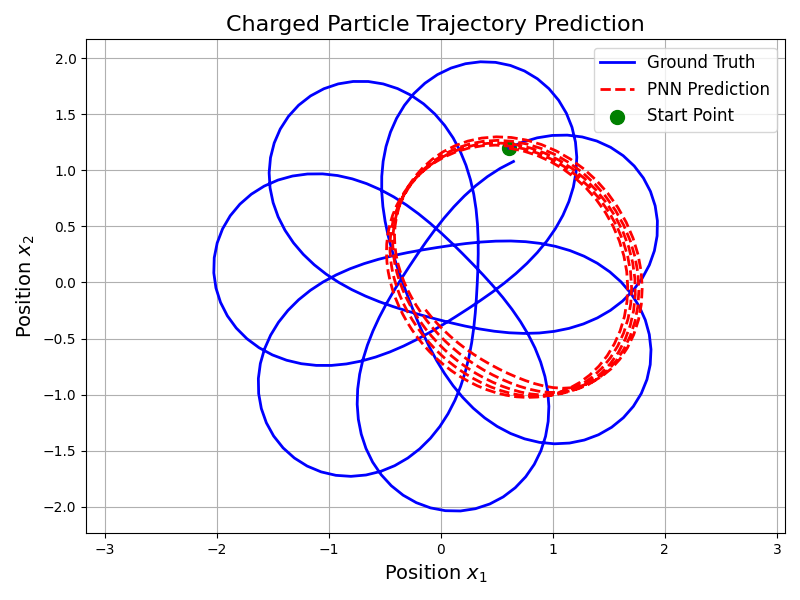 Charged Particle Trajectory Prediction
Ground Truth
PNN Prediction
Start Point
2.0
1.5
1.0
0.5
0.0
−0.5
−1.0
−1.5
−2.0
Position x₂
−3
−2
−1
0
1
2
3
Position x₁